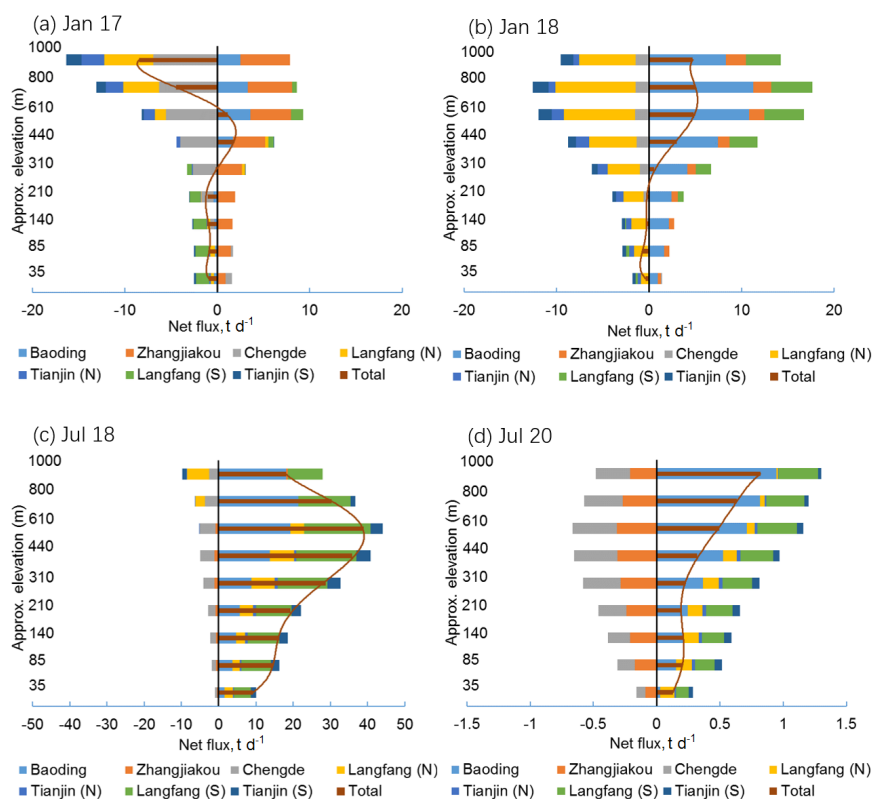 (a) Jan 17
Approx. elevation (m)
1000
800
610
440
310
210
140
85
35
-20 -10 0 10 20
Net flux, t d⁻¹
Baoding Zhangjiakou Chengde Langfang (N)
Tianjin (N) Langfang (S) Tianjin (S) Total
(b) Jan 18
Approx. elevation (m)
1000
800
610
440
310
210
140
85
35
-20 -10 0 10 20
Net flux, t d⁻¹
Baoding Zhangjiakou Chengde Langfang (N)
Tianjin (N) Langfang (S) Tianjin (S) Total
(c) Jul 18
Approx. elevation (m)
1000
800
610
440
310
210
140
85
35
-50 -40 -30 -20 -10 0 10 20 30 40 50
Net flux, t d⁻¹
Baoding Zhangjiakou Chengde Langfang (N)
Tianjin (N) Langfang (S) Tianjin (S) Total
(d) Jul 20
Approx. elevation (m)
1000
800
610
440
310
210
140
85
35
-1.5 -1 -0.5 0 0.5 1 1.5
Net flux, t d⁻¹
Baoding Zhangjiakou Chengde Langfang (N)
Tianjin (N) Langfang (S) Tianjin (S) Total